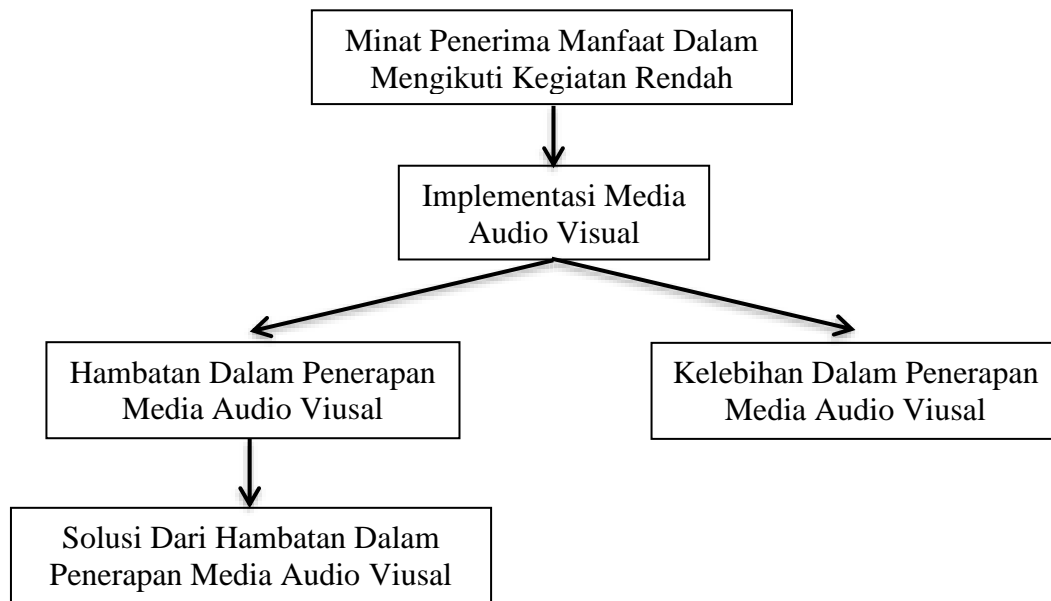 Minat Penerima Manfaat Dalam
Mengikuti Kegiatan Rendah
Implementasi Media
Audio Visual
Hambatan Dalam Penerapan
Media Audio Viusal
Kelebihan Dalam Penerapan
Media Audio Viusal
Solusi Dari Hambatan Dalam
Penerapan Media Audio Viusal